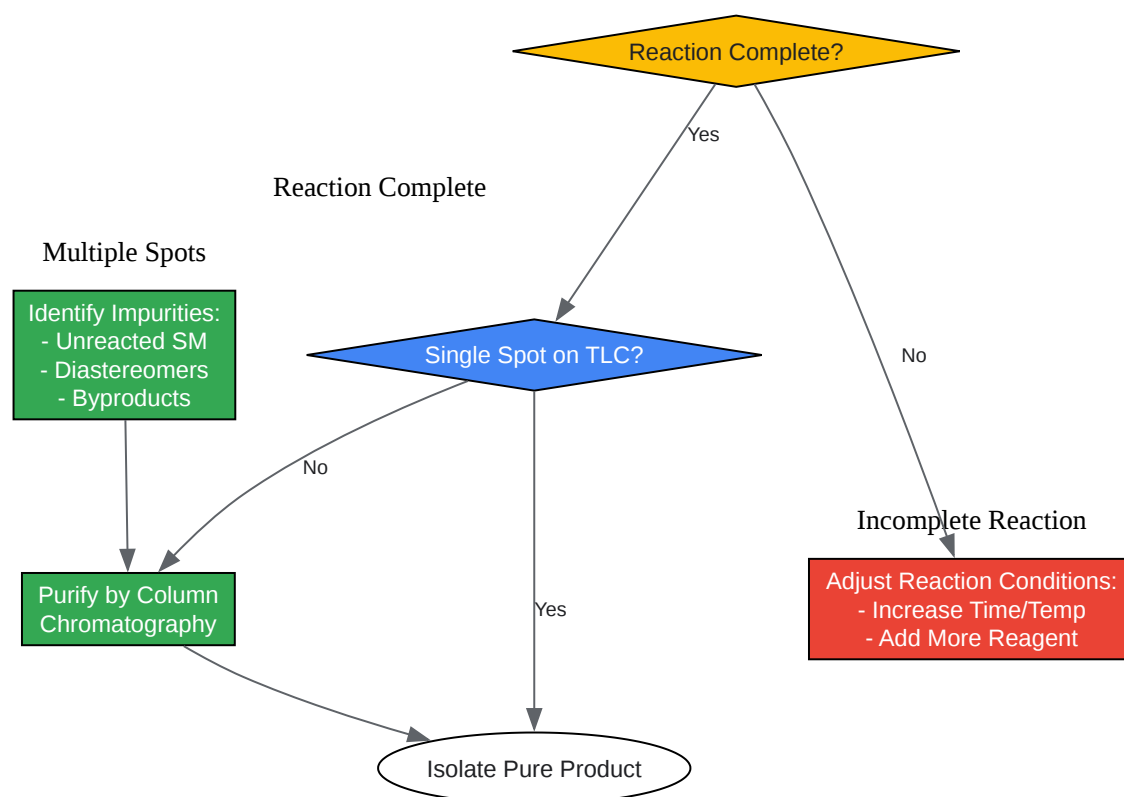 Reaction Complete?
Yes
Reaction Complete
Multiple Spots
Identify Impurities:
- Unreacted SM
- Diastereomers
- Byproducts
Single Spot on TLC?
No
No
Incomplete Reaction
Adjust Reaction Conditions:
- Increase Time/Temp
- Add More Reagent
Purify by Column
Chromatography
Yes
Isolate Pure Product